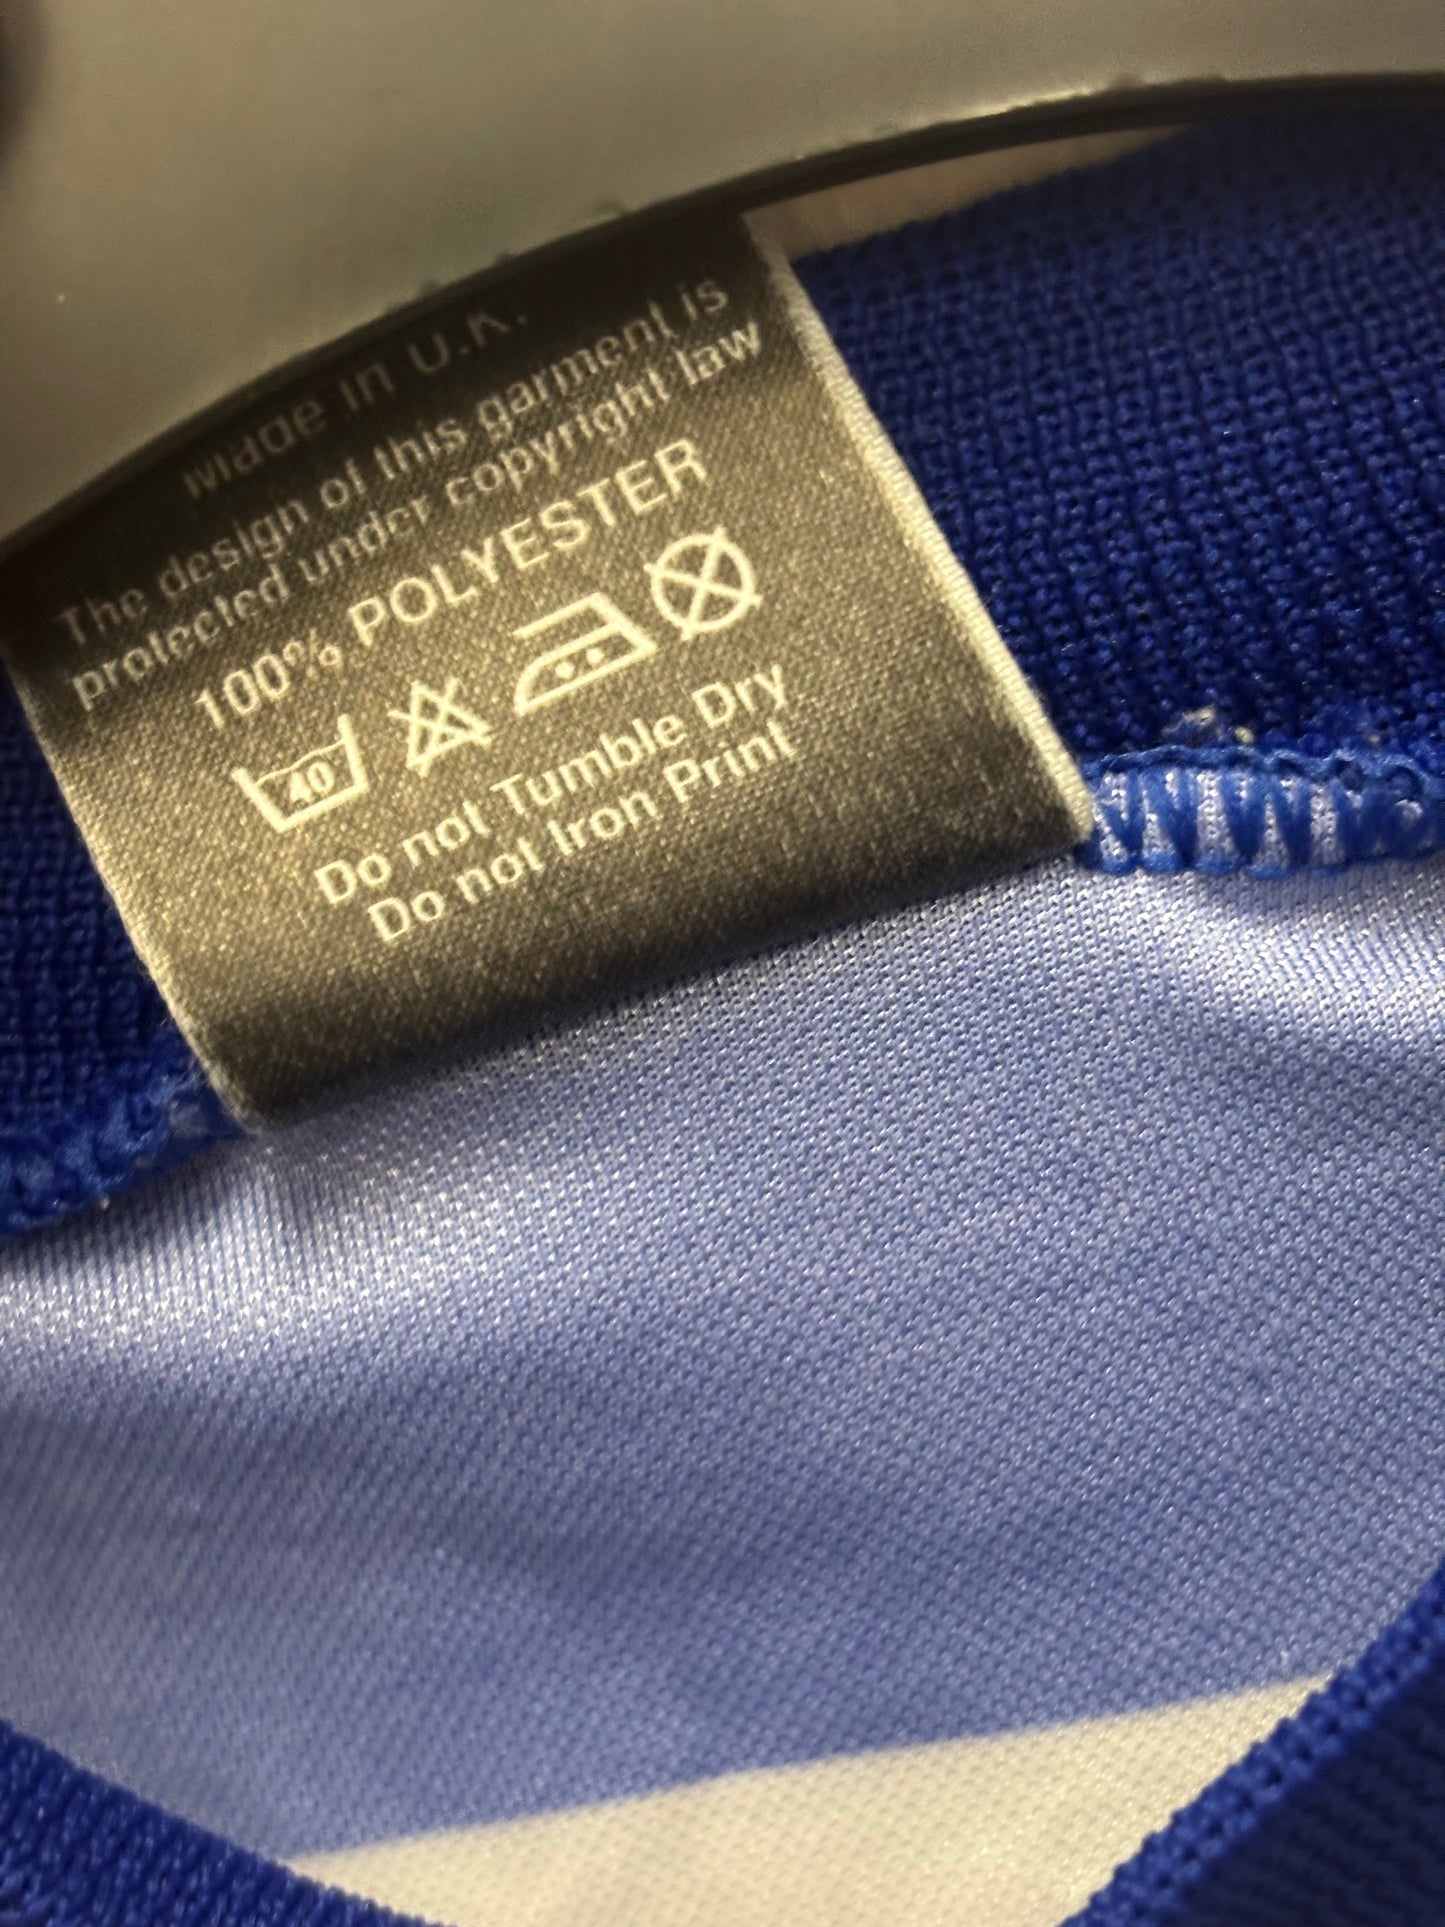 Made in U.K.
The design of this garment is
protected under copyright law
100% POLYESTER
40
Do not Tumble Dry
Do not Iron Print